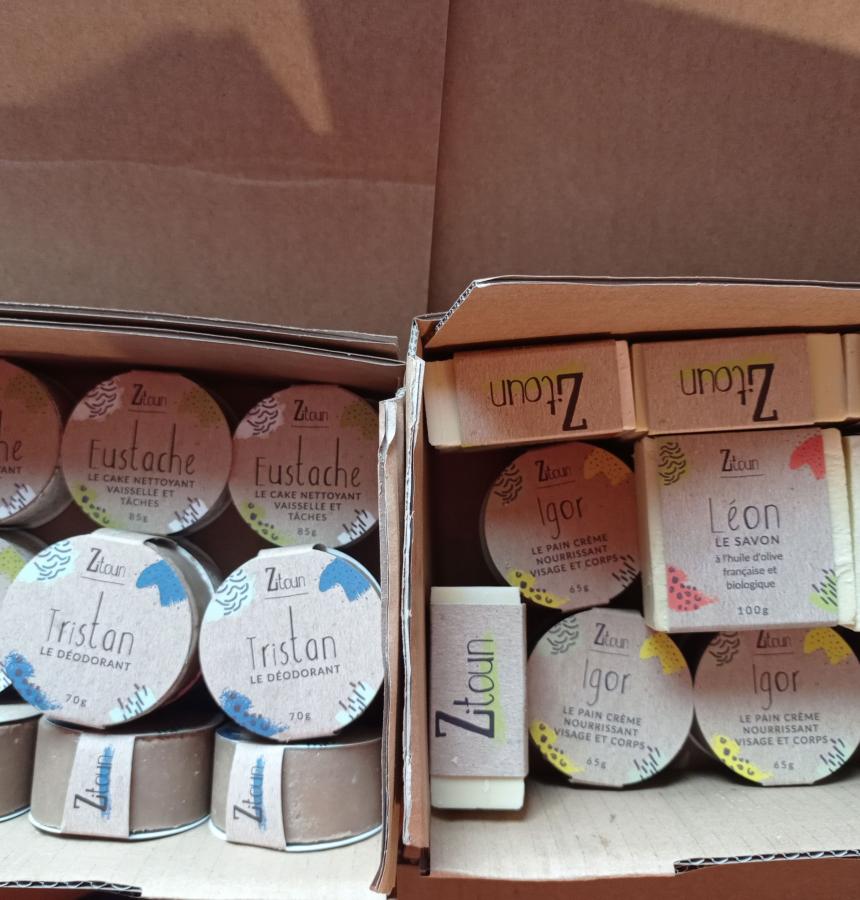 Zitoun
Eustache
LE CAKE NETTOYANT
VAISSELLE ET
TÂCHES
85g
Zitoun
Eustache
LE CAKE NETTOYANT
VAISSELLE ET
TÂCHES
85g
Zitoun
Tristan
LE DÉODORANT
70g
Zitoun
Tristan
LE DÉODORANT
70g
Zitoun
Zitoun
Zitoun
Zitoun
Zitoun
Igor
LE PAIN CRÈME
NOURRISSANT
VISAGE ET CORPS
65g
Zitoun
Léon
LE SAVON
à l'huile d'olive
française et
biologique
100g
Zitoun
Zitoun
Igor
LE PAIN CRÈME
NOURRISSANT
VISAGE ET CORPS
65g
Zitoun
Igor
LE PAIN CRÈME
NOURRISSANT
VISAGE ET CORPS
65g